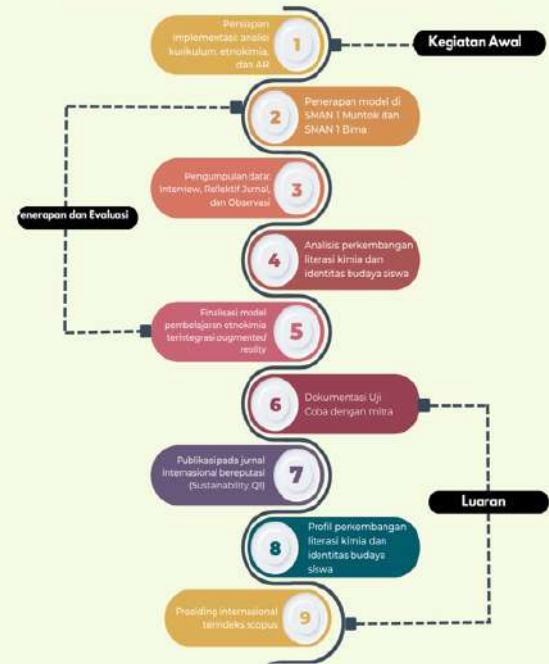 Persiapan
implementasi: analisi
kurikulum, etnokimia,
dan AR
1
Kegiatan Awal
2
Penerapan model di
SMAN 1 Muntok dan
SMAN 1 Bima
Pengumpulan data:
Interview, Reflektif Jurnal,
dan Observasi
3
enerapan dan Evaluasi
4
Analisis perkembangan
literasi kimia dan
identitas budaya siswa
Finalisasi model
pembelajaran etnokimia
terintegrasi augmented
reality
5
6
Dokumentasi Uji
Coba dengan mitra
Publikasi pada jurnal
Internasional bereputasi
(Sustainability, Q1)
7
Luaran
8
Profil perkembangan
literasi kimia dan
identitas budaya
siswa
Prosiding internasional
terindeks scopus
9